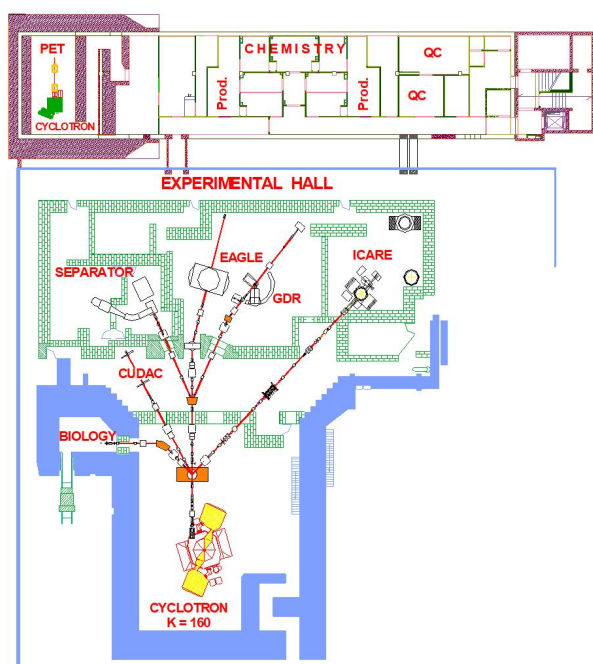 PET
CHEMISTRY
QC
Prod.
Prod.
QC
CYCLOTRON
EXPERIMENTAL HALL
EAGLE
ICARE
SEPARATOR
GDR
CUDAC
BIOLOGY
CYCLOTRON
K = 160